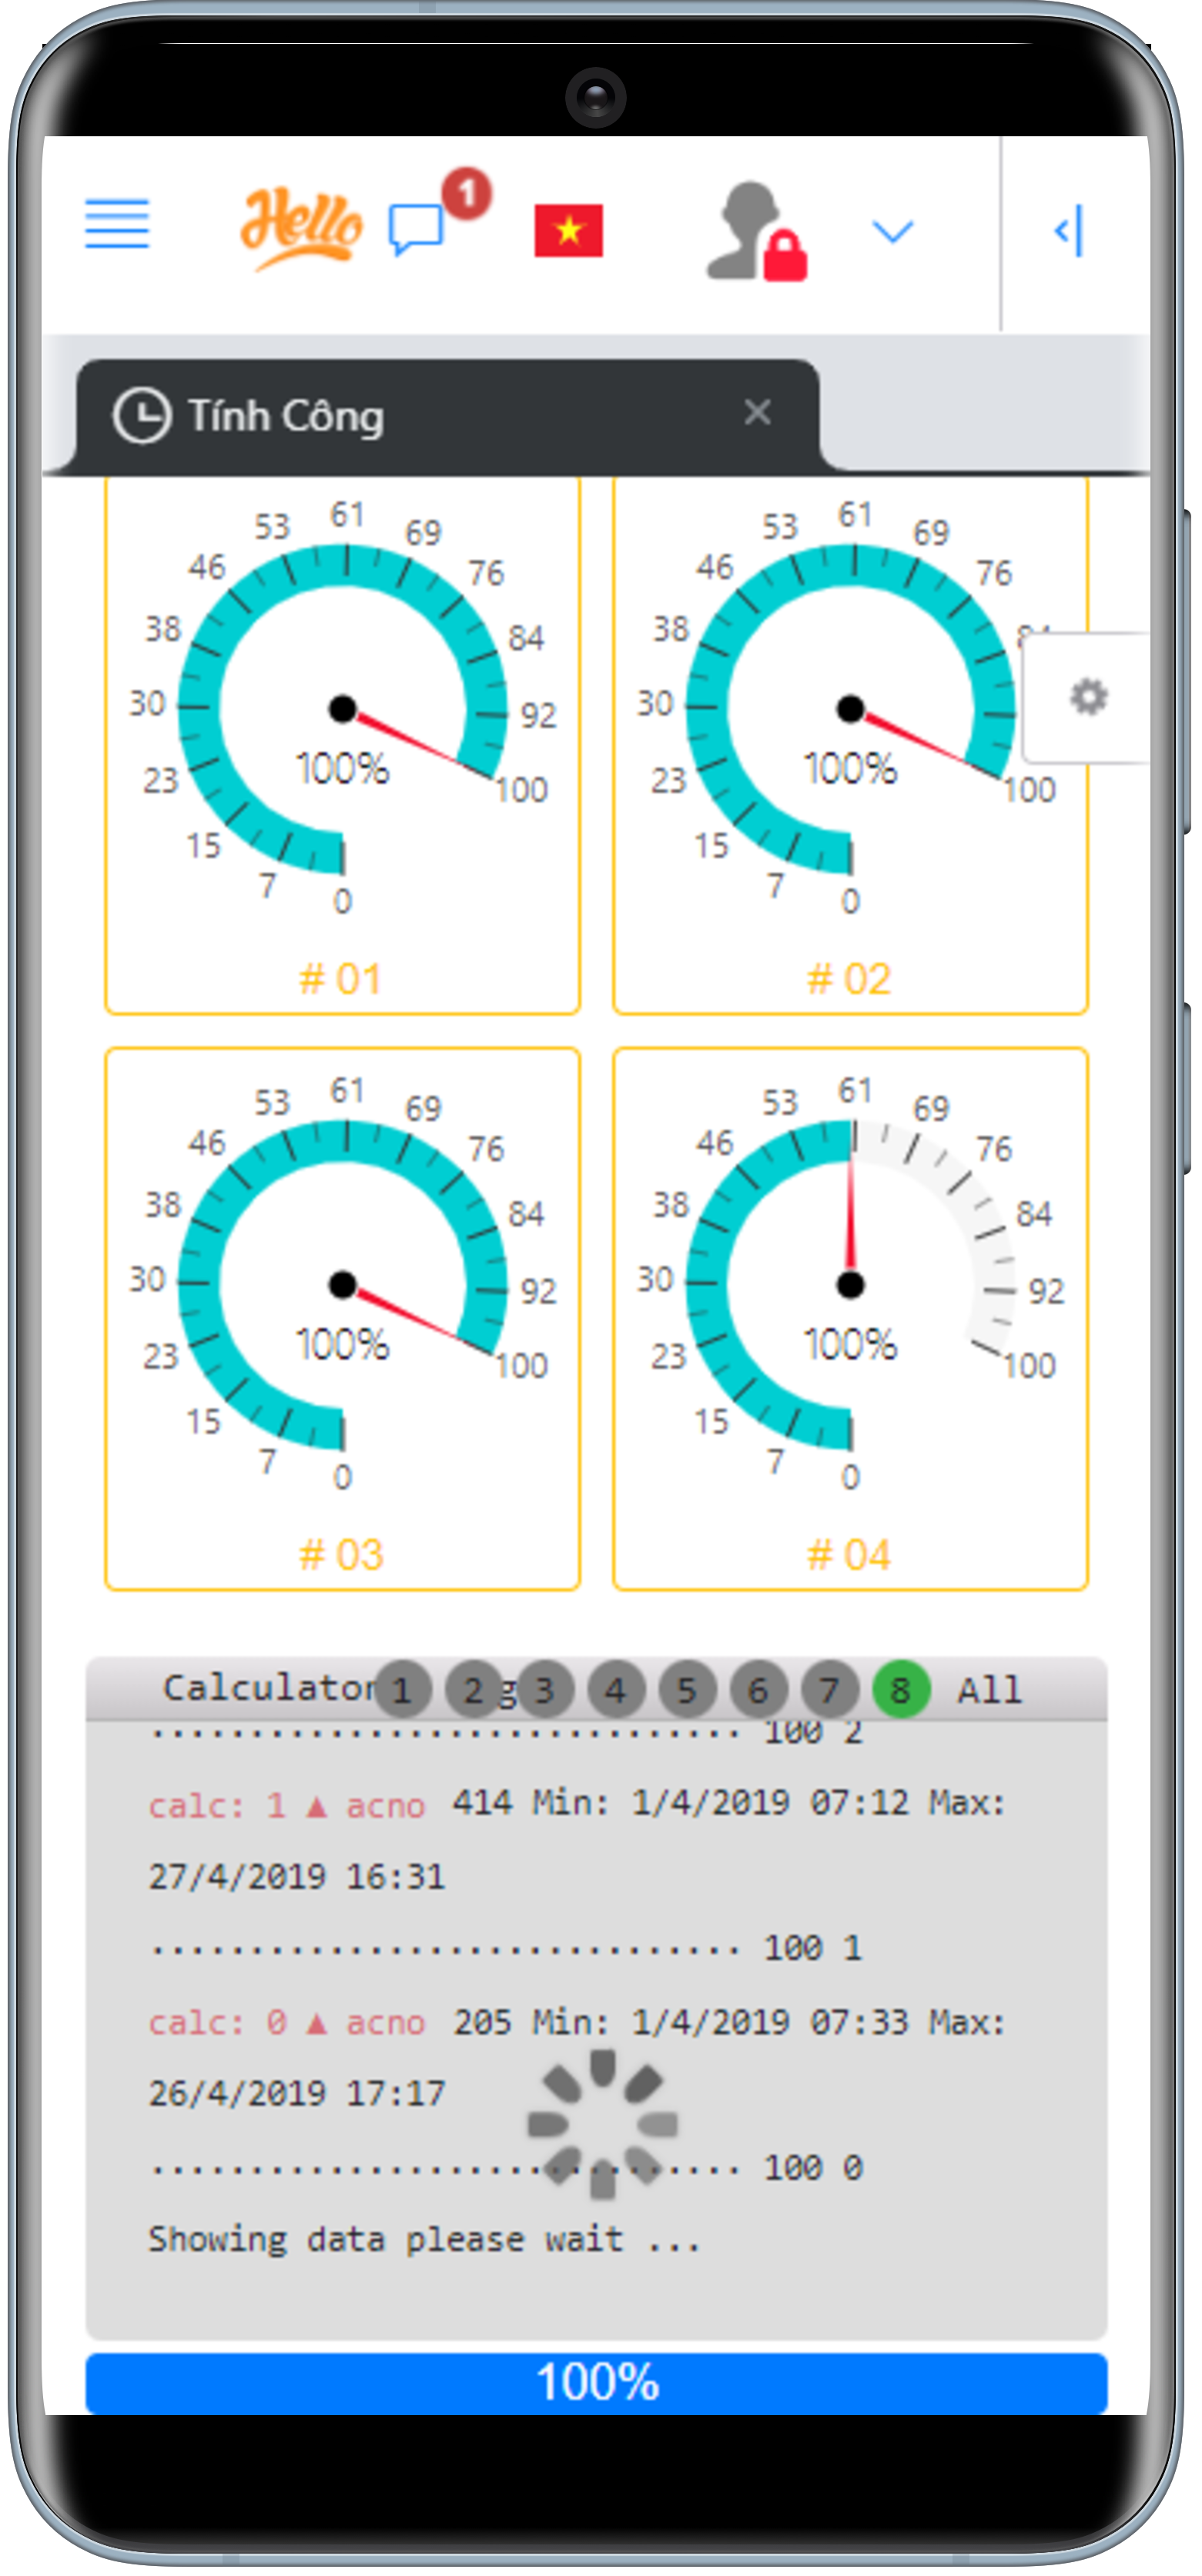 Hello 1
Tính Công ×
61
53 69
46 76
38 84
30 92
23 100% 100
15
7 0
# 01
61
53 69
46 76
38
30
23 100% 100
15
7 0
# 02
61
53 69
46 76
38 84
30 92
23 100% 100
15
7 0
# 03
61
53 69
46 76
38 84
30 92
23 100% 100
15
7 0
# 04
Calculator 1 2 g 3 4 5 6 7 8 All
.............................. 100 2
calc: 1 ▲ acno 414 Min: 1/4/2019 07:12 Max:
27/4/2019 16:31
.............................. 100 1
calc: 0 ▲ acno 205 Min: 1/4/2019 07:33 Max:
26/4/2019 17:17
.............................. 100 0
Showing data please wait ...
100%